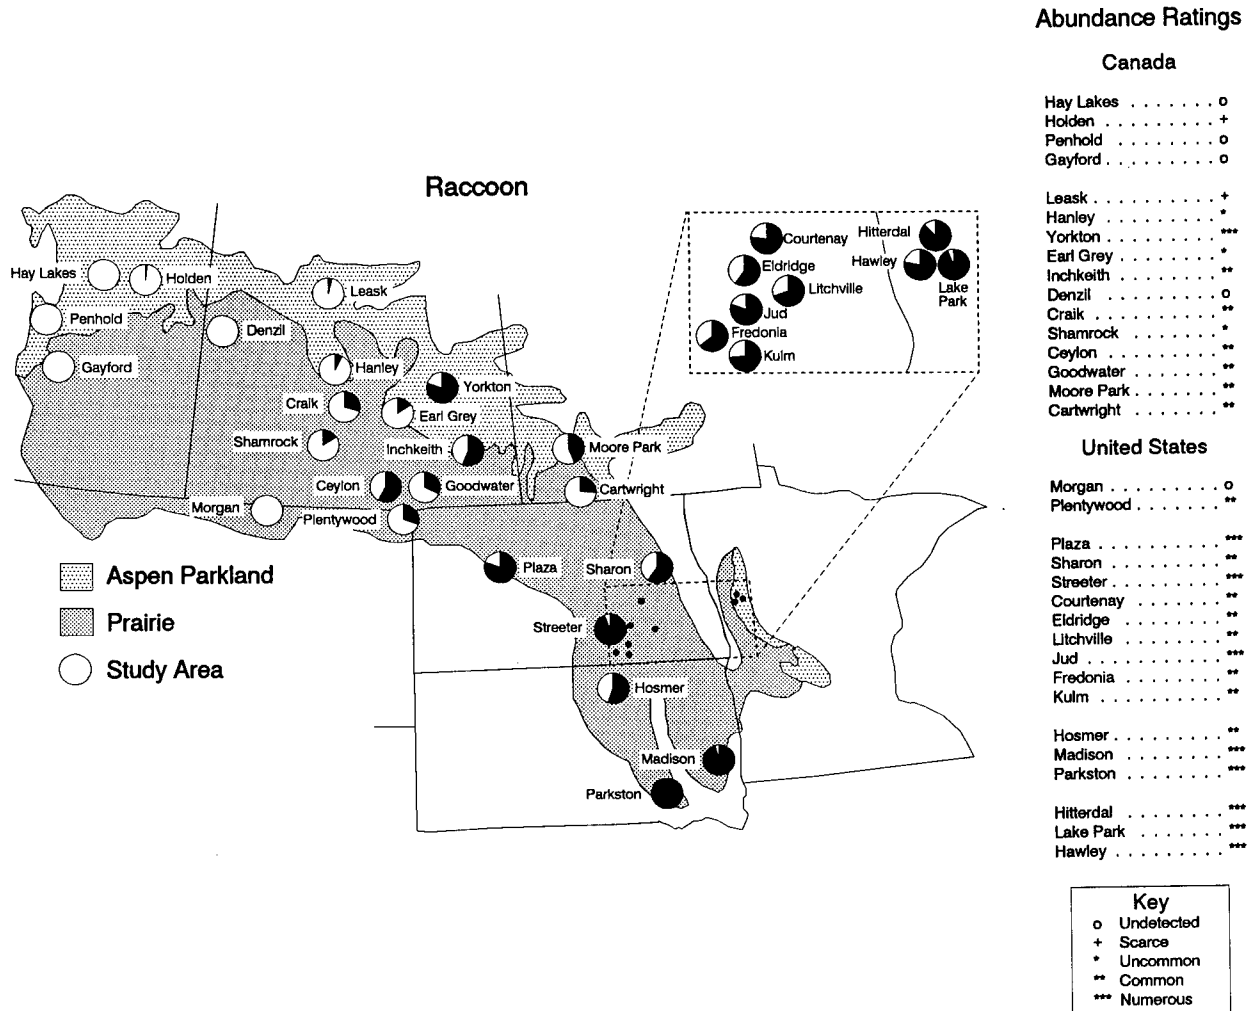 Raccoon
Hay Lakes
Holden
Leask
Penhold
Denzil
Gayford
Hanley
Yorkton
Craik
Earl Grey
Shamrock
Inchkeith
Moore Park
Ceylon
Goodwater
Cartwright
Morgan
Plentywood
Plaza
Sharon
Streeter
Hosmer
Madison
Parkston
Courtenay
Hitterdal
Eldridge
Hawley
Litchville
Lake
Park
Jud
Fredonia
Kulm
Aspen Parkland
Prairie
Study Area
Abundance Ratings
Canada
Hay Lakes . . . . . . . o
Holden . . . . . . . . . +
Penhold . . . . . . . . o
Gayford . . . . . . . . . o
Leask . . . . . . . . . . +
Hanley . . . . . . . . . *
Yorkton . . . . . . . . . ***
Earl Grey . . . . . . . *
Inchkeith . . . . . . . . **
Denzil . . . . . . . . . o
Craik . . . . . . . . . . **
Shamrock . . . . . . . *
Ceylon . . . . . . . . . **
Goodwater . . . . . . . **
Moore Park . . . . . . . **
Cartwright . . . . . . . **
United States
Morgan . . . . . . . . . o
Plentywood . . . . . . . **
Plaza . . . . . . . . . . ***
Sharon . . . . . . . . . **
Streeter . . . . . . . . . ***
Courtenay . . . . . . . **
Eldridge . . . . . . . . **
Litchville . . . . . . . . **
Jud . . . . . . . . . . . ***
Fredonia . . . . . . . . **
Kulm . . . . . . . . . . **
Hosmer . . . . . . . . . **
Madison . . . . . . . . ***
Parkston . . . . . . . . ***
Hitterdal . . . . . . . . ***
Lake Park . . . . . . . ***
Hawley . . . . . . . . . ***
Key
o Undetected
+ Scarce
* Uncommon
** Common
*** Numerous